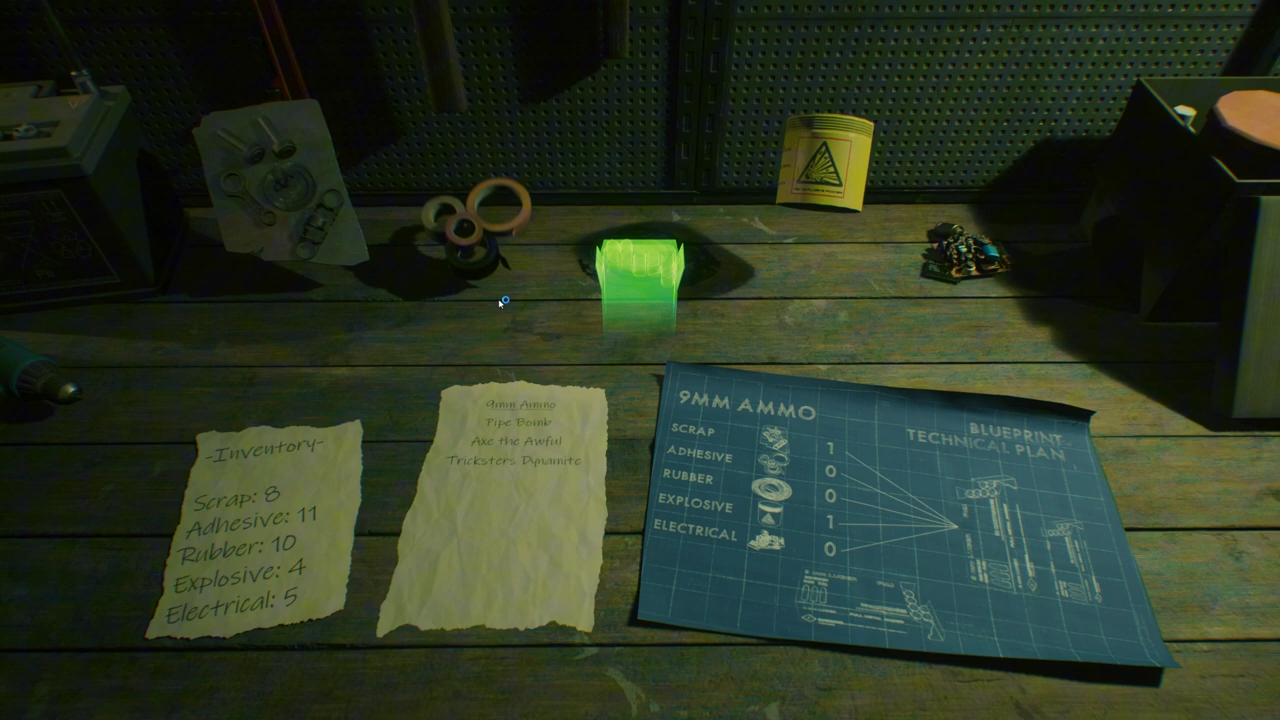 -Inventory-
Scrap: 8
Adhesive: 11
Rubber: 10
Explosive: 4
Electrical: 5
9mm Ammo
Pipe Bomb
Axe the Awful
Tricksters Dynamite
9MM AMMO
BLUEPRINT
TECHNICAL PLAN
SCRAP 1
ADHESIVE 0
RUBBER 0
EXPLOSIVE 1
ELECTRICAL 0